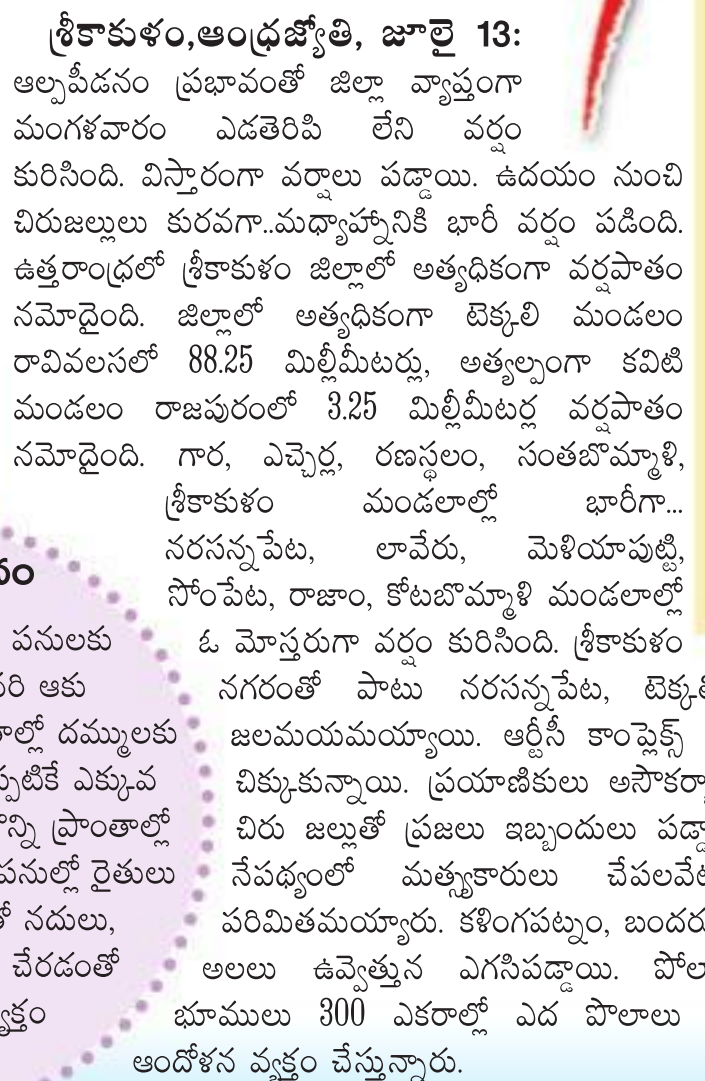 శ్రీకాకుళం,ఆంధ్రజ్యోతి, జూలై 13:
ఆల్పపీడనం ప్రభావంతో జిల్లా వ్యాప్తంగా
మంగళవారం ఎడతెరిపి లేని వర్షం
కురిసింది. విస్తారంగా వర్షాలు పడ్డాయి. ఉదయం నుంచి
చిరుజల్లులు కురవగా..మధ్యాహ్నానికి భారీ వర్షం పడింది.
ఉత్తరాంధ్రలో శ్రీకాకుళం జిల్లాలో అత్యధికంగా వర్షపాతం
నమోదైంది. జిల్లాలో అత్యధికంగా టెక్కలి మండలం
రావివలసలో 88.25 మిల్లీమీటర్లు, అత్యల్పంగా కవిటి
మండలం రాజపురంలో 3.25 మిల్లీమీటర్ల వర్షపాతం
నమోదైంది. గార, ఎచ్చెర్ల, రణస్థలం, సంతబొమ్మాళి,
శ్రీకాకుళం మండలాల్లో భారీగా...
నరసన్నపేట, లావేరు, మెళియాపుట్టి,
సోంపేట, రాజాం, కోటబొమ్మాళి మండలాల్లో
ఓ మోస్తరుగా వర్షం కురిసింది. శ్రీకాకుళం
నగరంతో పాటు నరసన్నపేట,
జలమయమయ్యాయి. ఆర్టీసీ కాంప్లెక్స్
చిక్కుకున్నాయి. ప్రయాణికులు
చిరు జల్లుతో ప్రజలు ఇబ్బందులు
నేపథ్యంలో మత్స్యకారులు
పరిమితమయ్యారు. కళింగపట్నం,
అలలు ఉవ్వెత్తున ఎగసిపడ్డాయి.
భూములు 300 ఎకరాల్లో ఎద పొలాలు
ఆందోళన వ్యక్తం చేస్తున్నారు.
పనులకు
ఆకు
దమ్ములకు
ఎక్కువ
ప్రాంతాల్లో
రైతులు
నదులు,
చేరడంతో